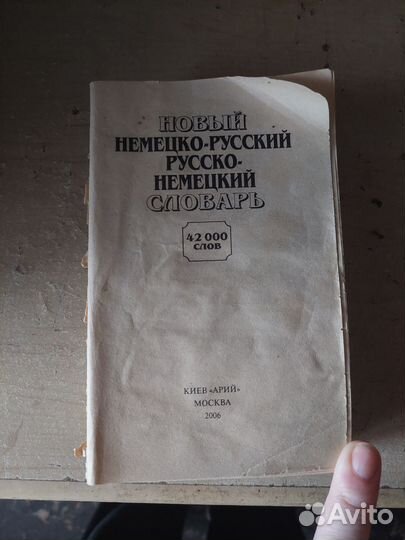 НОВЫЙ
НЕМЕЦКО-РУССКИЙ
РУССКО-
НЕМЕЦКИЙ
СЛОВАРЬ
42 000
СЛОВ
КИЕВ «АРИЙ»
МОСКВА
2006
Avito